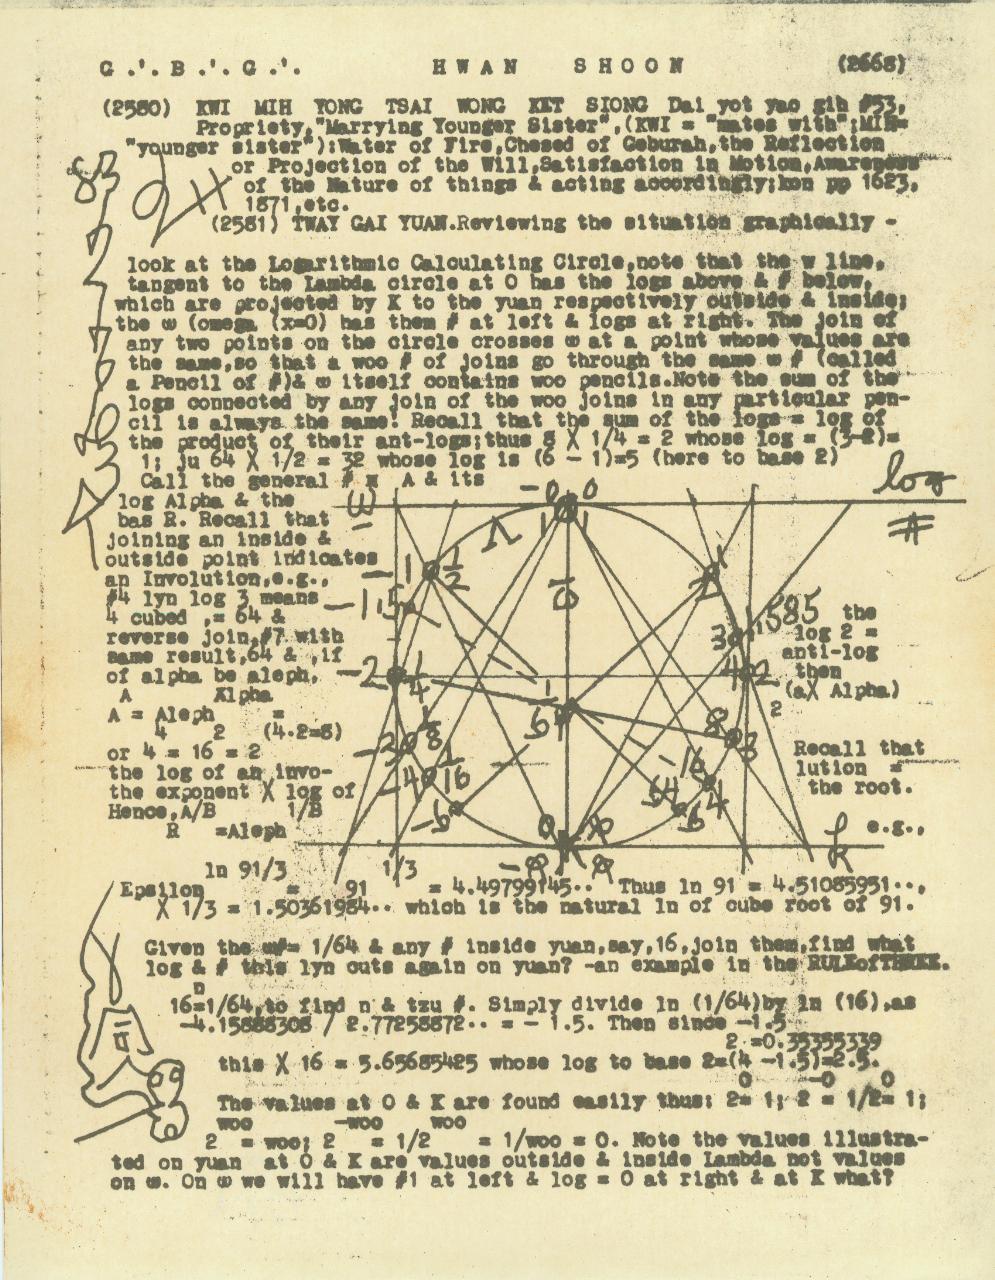 G.'. B.'. G.'. HWAN SHOON (2668)
(2580) KWI MIH YONG TSAI WONG KET SIONG Dai yot yao gih #53,
Propriety,"Marrying Younger Sister",(KWI = "mates with";MIH=
"younger sister"):Water of Fire,Chesed of Geburah,the Reflection
or Projection of the Will,Satisfaction in Motion,Awareness
of the Nature of things & acting accordingly;kon pp 1623,
1871,etc.
(2581) TWAY GAI YUAN.Reviewing the situation graphically -
look at the Logarithmic Calculating Circle,note that the w line,
tangent to the Lambda circle at O has the logs above & # below,
which are projected by K to the yuan respectively outside & inside;
the ω (omega (x=0) has them # at left & logs at right. The join of
any two points on the circle crosses ω at a point whose values are
the same,so that a woo # of joins go through the same w # (called
a Pencil of #)& ω itself contains woo pencils.Note the sum of the
logs connected by any join of the woo joins in any particular pen-
cil is always the same! Recall that the sum of the logs = log of
the product of their ant-logs;thus 8 X 1/4 = 2 whose log = (3-2)=
1; ju 64 X 1/2 = 32 whose log is (6 - 1)=5 (here to base 2)
Call the general # = A & its
log Alpha & the
bas R. Recall that
joining an inside &
outside point indicates
an Involution,e.g.,
#4 lyn log 3 means
4 cubed ,= 64 &
reverse join,#7 with
same result,64 & ,if
of alpha be aleph,
A Alpha
A = Aleph =
4 2 (4.2=8)
or 4 = 16 = 2
the log of an invo-
the exponent X log of
Hence,A/B 1/B
R =Aleph
log
#
ω
Λ
-0 0
1 1
-1 1/2
-1.5
-2 1/4
-3 1/8
-4 1/16
-6
1
3 1.585
4 2
8 3
16 4
64 6
k
the
log 2 =
anti-log
then
(aX Alpha)
2
Recall that
lution =
the root.
e.g.,
ln 91/3 1/3
Epsilon = 91 = 4.49799145.. Thus ln 91 = 4.51085951..,
X 1/3 = 1.50361984.. which is the natural ln of cube root of 91.
Given the w#= 1/64 & any # inside yuan,say,16,join them,find what
log & # this lyn cuts again on yuan? -an example in the RULEofTHREE.
n
16=1/64,to find n & tzu #. Simply divide ln (1/64)by ln (16),as
-4.15888308 / 2.77258872.. = - 1.5. Then since -1.5
2 =0.35355339
this X 16 = 5.65685425 whose log to base 2=(4 -1.5)=2.5.
0 -0 0
The values at O & K are found easily thus: 2= 1; 2 = 1/2= 1;
woo -woo woo
2 = woo; 2 = 1/2 = 1/woo = 0. Note the values illustra-
ted on yuan at O & K are values outside & inside Lambda not values
on ω. On ω we will have #1 at left & log = 0 at right & at K what?